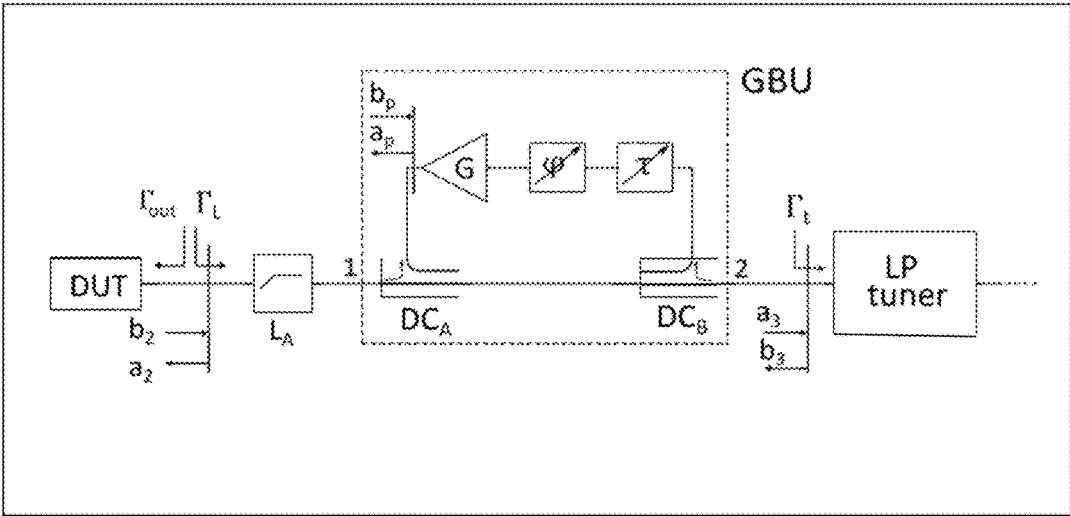 GBU
b_p
a_p
G φ τ
Γ_out Γ_L
Γ_t
1 2
DUT
LP
tuner
L_A
DC_A DC_B
b_2
a_2
a_3
b_3